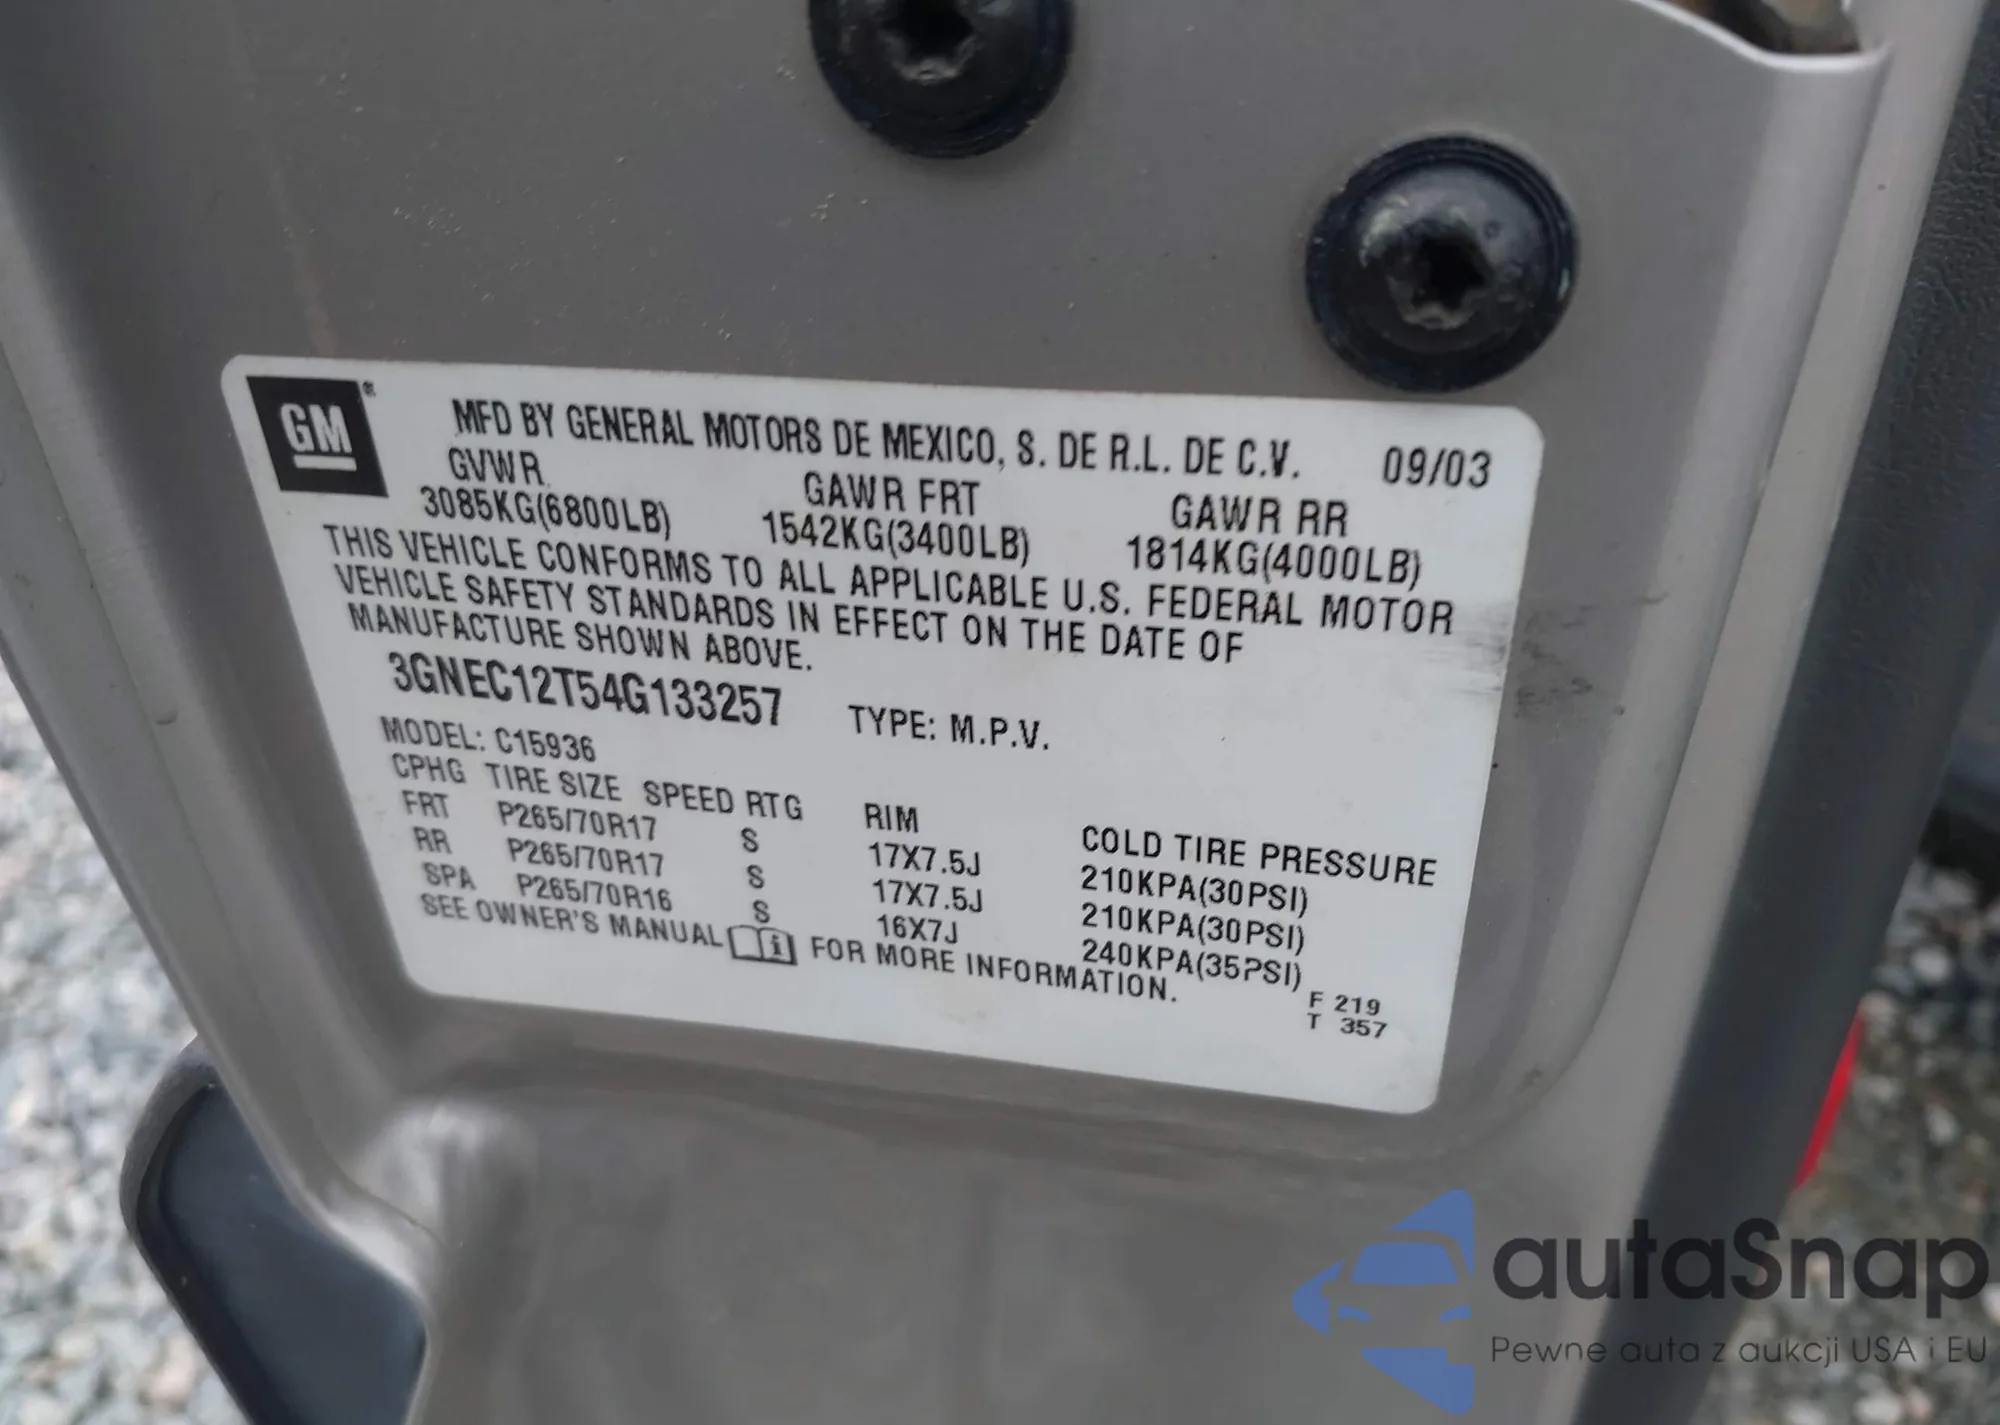 GM ®
MFD BY GENERAL MOTORS DE MEXICO, S. DE R.L. DE C.V. 09/03
GVWR GAWR FRT GAWR RR
3085KG(6800LB) 1542KG(3400LB) 1814KG(4000LB)
THIS VEHICLE CONFORMS TO ALL APPLICABLE U.S. FEDERAL MOTOR
VEHICLE SAFETY STANDARDS IN EFFECT ON THE DATE OF
MANUFACTURE SHOWN ABOVE.
3GNEC12T54G133257 TYPE: M.P.V.
MODEL: C15936
CPHG TIRE SIZE SPEED RTG RIM COLD TIRE PRESSURE
FRT P265/70R17 S 17X7.5J 210KPA(30PSI)
RR P265/70R17 S 17X7.5J 210KPA(30PSI)
SPA P265/70R16 S 16X7J 240KPA(35PSI)
SEE OWNER'S MANUAL i FOR MORE INFORMATION.
F 219
T 357
autaSnap
Pewne auta z aukcji USA i EU